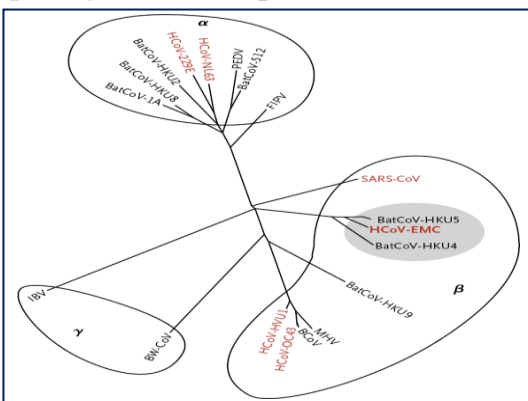 α
BatCoV-1A
BatCoV-HKU8
BatCoV-HKU2
HCoV-229E
HCoV-NL63
PEDV
BatCoV-512
FIPV
SARS-CoV
BatCoV-HKU5
HCoV-EMC
BatCoV-HKU4
BatCoV-HKU9
β
MHV
BCoV
HCoV-OC43
HCoV-HVU1
BW-CoV
IBV
γ